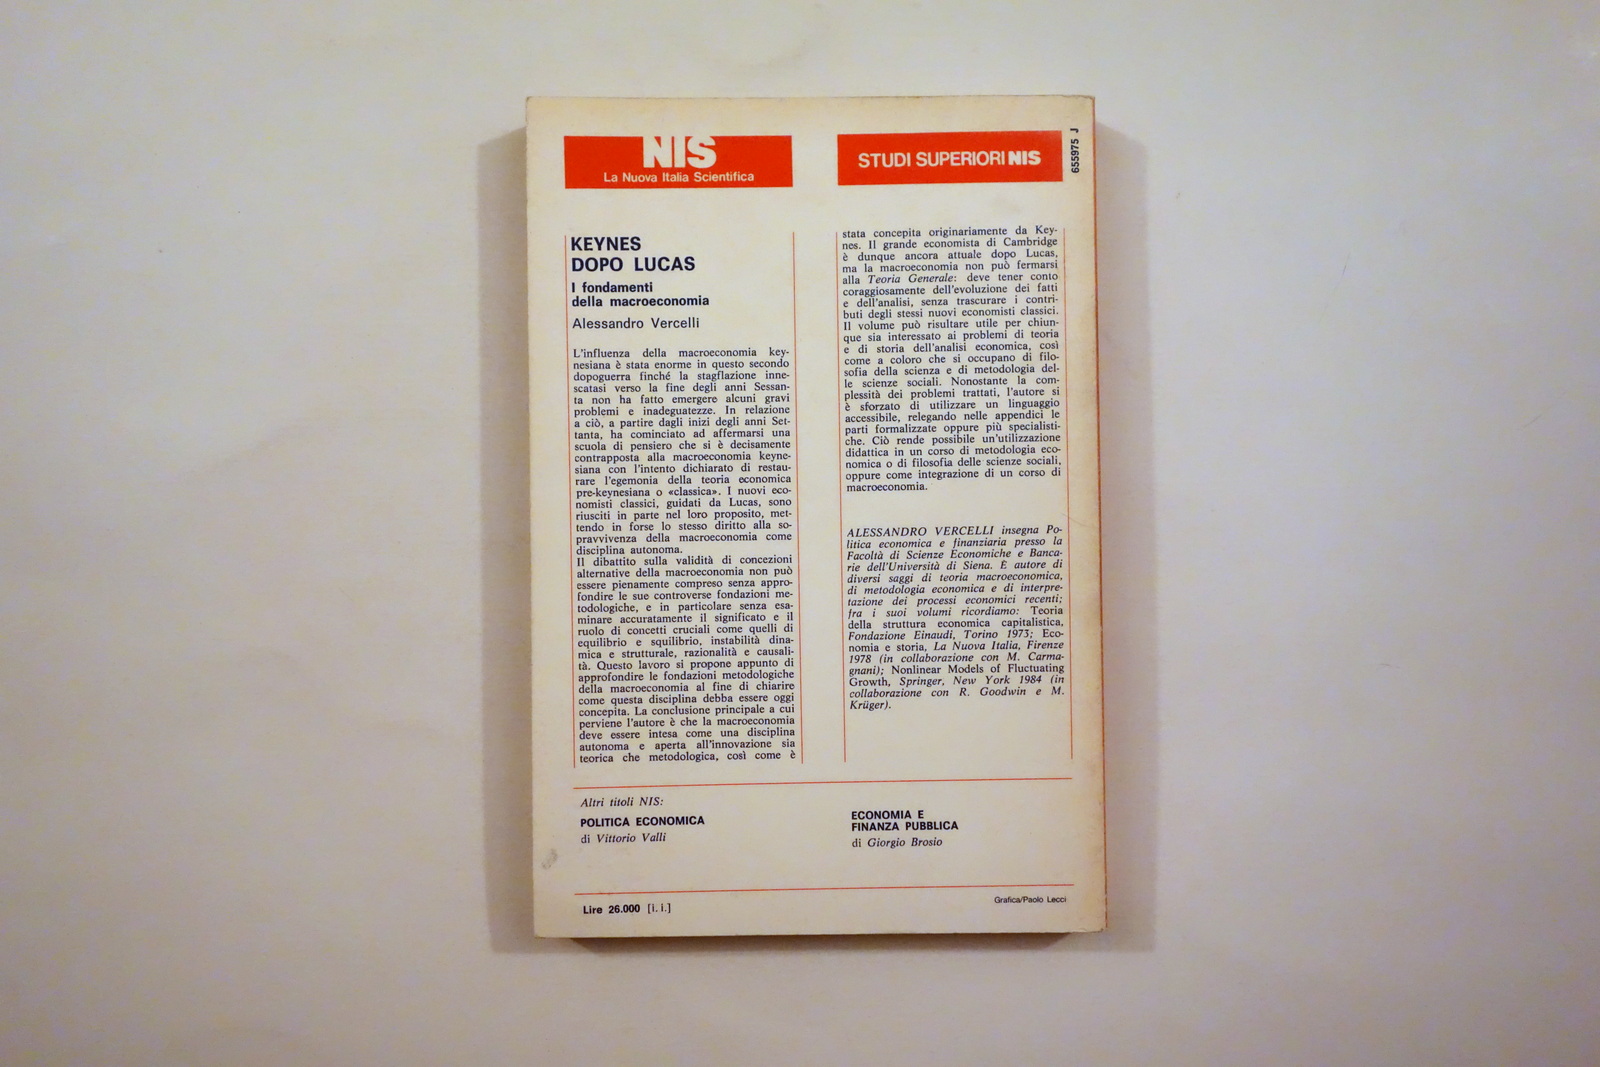 NIS
La Nuova Italia Scientifica
STUDI SUPERIORI NIS
655975 J
KEYNES
DOPO LUCAS
I fondamenti
della macroeconomia
Alessandro Vercelli
L'influenza della macroeconomia key-
nesiana è stata enorme in questo secondo
dopoguerra finché la stagflazione inne-
scatasi verso la fine degli anni Sessan-
ta non ha fatto emergere alcuni gravi
problemi e inadeguatezze. In relazione
a ciò, a partire dagli inizi degli anni Set-
tanta, ha cominciato ad affermarsi una
scuola di pensiero che si è decisamente
contrapposta alla macroeconomia keyne-
siana con l'intento dichiarato di restau-
rare l'egemonia della teoria economica
pre-keynesiana o «classica». I nuovi eco-
nomisti classici, guidati da Lucas, sono
riusciti in parte nel loro proposito, met-
tendo in forse lo stesso diritto alla so-
pravvivenza della macroeconomia come
disciplina autonoma.
Il dibattito sulla validità di concezioni
alternative della macroeconomia non può
essere pienamente compreso senza appro-
fondire le sue controverse fondazioni me-
todologiche, e in particolare senza esa-
minare accuratamente il significato e il
ruolo di concetti cruciali come quelli di
equilibrio e squilibrio, instabilità dina-
mica e strutturale, razionalità e causali-
tà. Questo lavoro si propone appunto di
approfondire le fondazioni metodologiche
della macroeconomia al fine di chiarire
come questa disciplina debba essere oggi
concepita. La conclusione principale a cui
perviene l'autore è che la macroeconomia
deve essere intesa come una disciplina
autonoma e aperta all'innovazione sia
teorica che metodologica, così come è
stata concepita originariamente da Key-
nes. Il grande economista di Cambridge
è dunque ancora attuale dopo Lucas,
ma la macroeconomia non può fermarsi
alla Teoria Generale: deve tener conto
coraggiosamente dell'evoluzione dei fatti
e dell'analisi, senza trascurare i contri-
buti degli stessi nuovi economisti classici.
Il volume può risultare utile per chiun-
que sia interessato ai problemi di teoria
e di storia dell'analisi economica, così
come a coloro che si occupano di filo-
sofia della scienza e di metodologia del-
le scienze sociali. Nonostante la com-
plessità dei problemi trattati, l'autore si
è sforzato di utilizzare un linguaggio
accessibile, relegando nelle appendici le
parti formalizzate oppure più specialisti-
che. Ciò rende possibile un'utilizzazione
didattica in un corso di metodologia eco-
nomica o di filosofia delle scienze sociali,
oppure come integrazione di un corso di
macroeconomia.
ALESSANDRO VERCELLI insegna Po-
litica economica e finanziaria presso la
Facoltà di Scienze Economiche e Banca-
rie dell'Università di Siena. È autore di
diversi saggi di teoria macroeconomica,
di metodologia economica e di interpre-
tazione dei processi economici recenti;
fra i suoi volumi ricordiamo: Teoria
della struttura economica capitalistica,
Fondazione Einaudi, Torino 1973; Eco-
nomia e storia, La Nuova Italia, Firenze
1978 (in collaborazione con M. Carma-
gnani); Nonlinear Models of Fluctuating
Growth, Springer, New York 1984 (in
collaborazione con R. Goodwin e M.
Krüger).
Altri titoli NIS:
POLITICA ECONOMICA
di Vittorio Valli
ECONOMIA E
FINANZA PUBBLICA
di Giorgio Brosio
Lire 26.000 [i.i.]
Grafica/Paolo Lecci